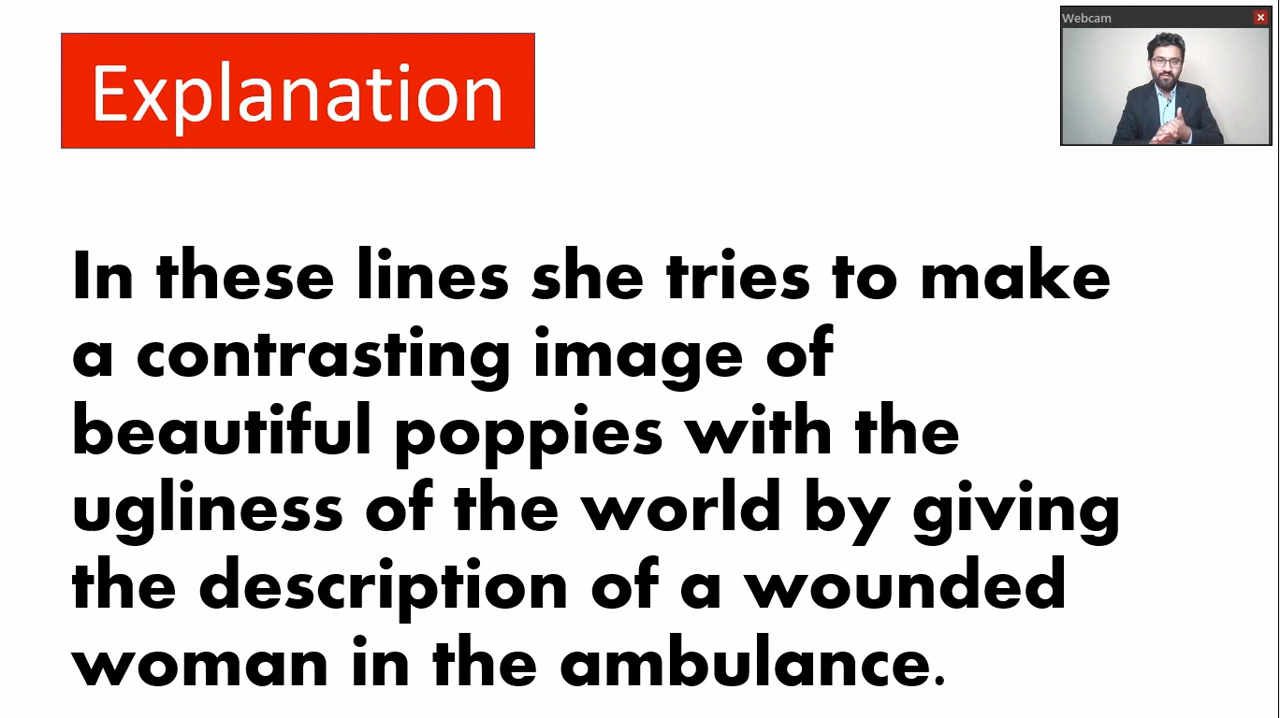 Explanation
Webcam
In these lines she tries to make
a contrasting image of
beautiful poppies with the
ugliness of the world by giving
the description of a wounded
woman in the ambulance.